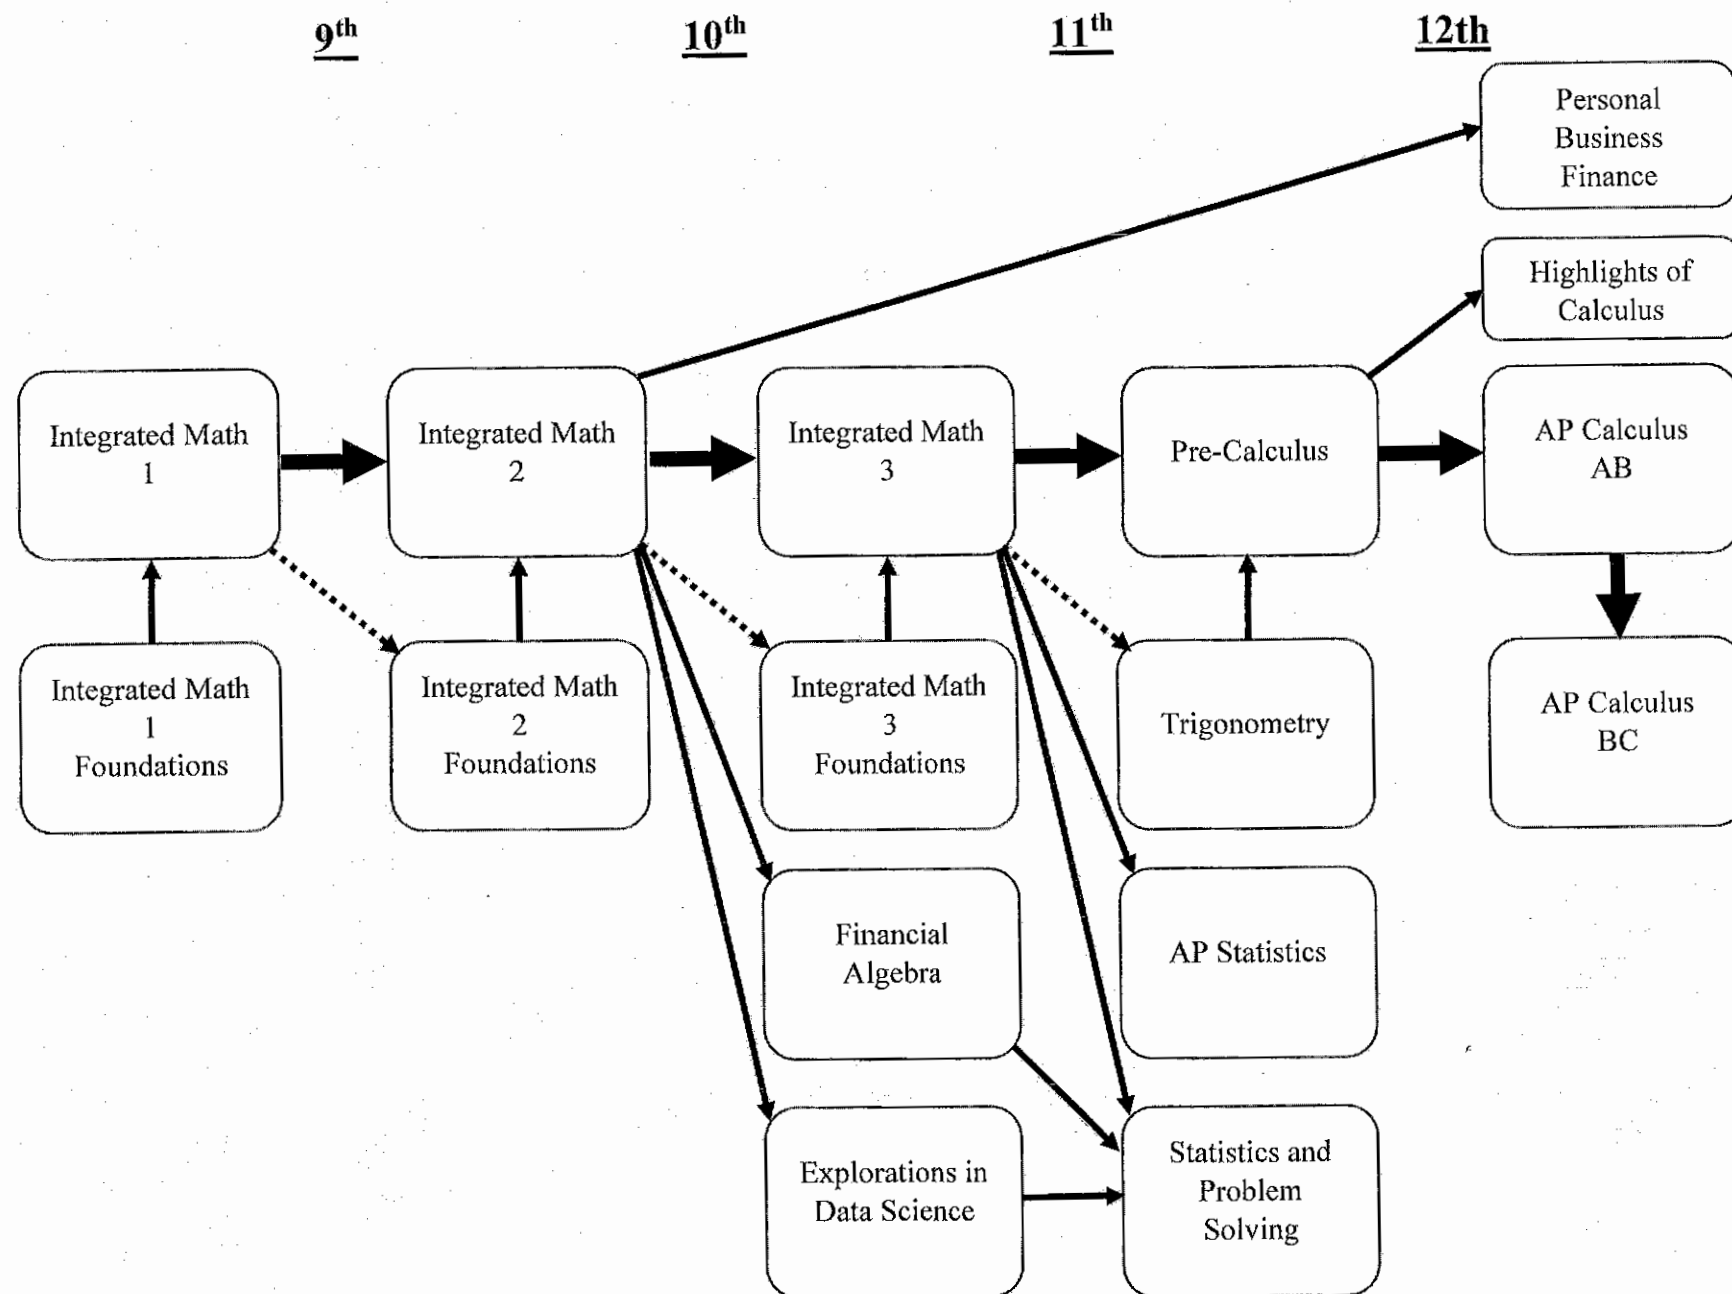 9th
10th
11th
12th
Personal
Business
Finance
Highlights of
Calculus
Integrated Math
1
Integrated Math
2
Integrated Math
3
Pre-Calculus
AP Calculus
AB
Integrated Math
1
Foundations
Integrated Math
2
Foundations
Integrated Math
3
Foundations
Trigonometry
AP Calculus
BC
Financial
Algebra
AP Statistics
Explorations in
Data Science
Statistics and
Problem
Solving